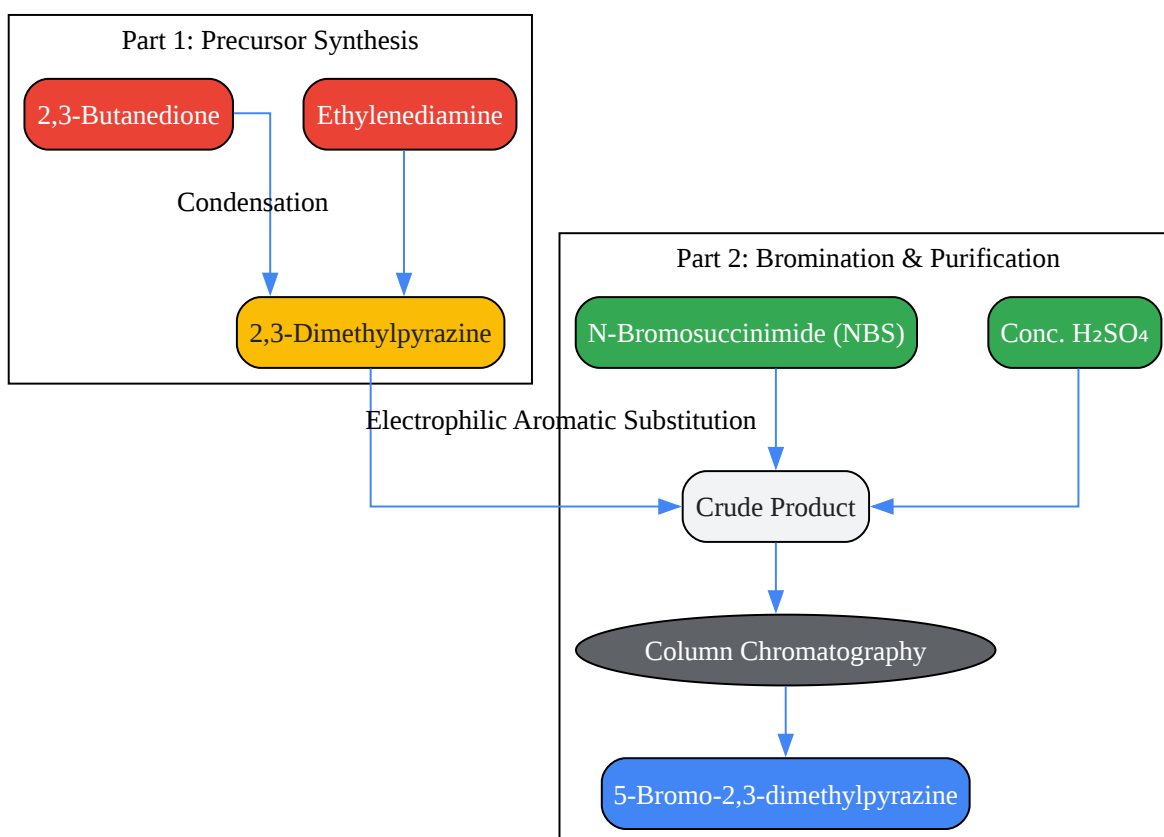 Part 1: Precursor Synthesis
2,3-Butanedione
Ethylenediamine
Condensation
2,3-Dimethylpyrazine
Part 2: Bromination & Purification
N-Bromosuccinimide (NBS)
Conc. H₂SO₄
Electrophilic Aromatic Substitution
Crude Product
Column Chromatography
5-Bromo-2,3-dimethylpyrazine